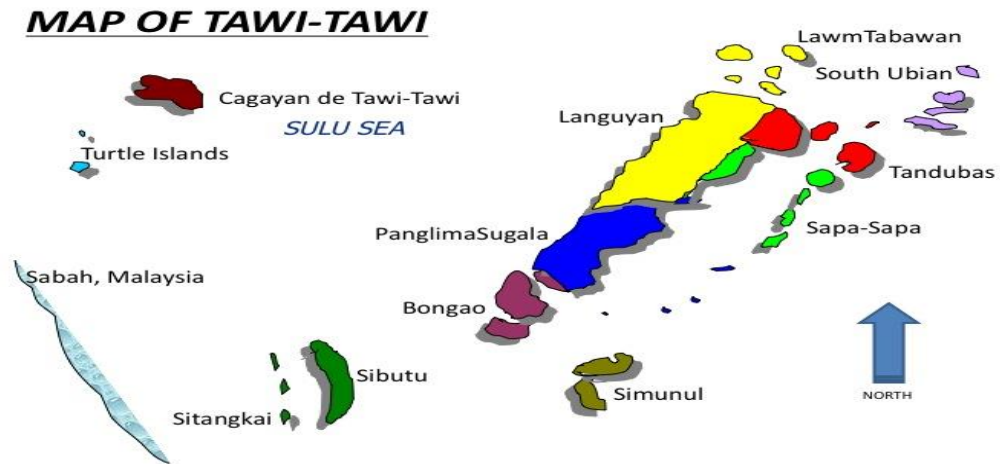 MAP OF TAWI-TAWI
LawmTabawan
South Ubian
Cagayan de Tawi-Tawi
SULU SEA
Languyan
Turtle Islands
Tandubas
Sapa-Sapa
PanglimaSugala
Sabah, Malaysia
Bongao
Sibutu
Simunul
NORTH
Sitangkai